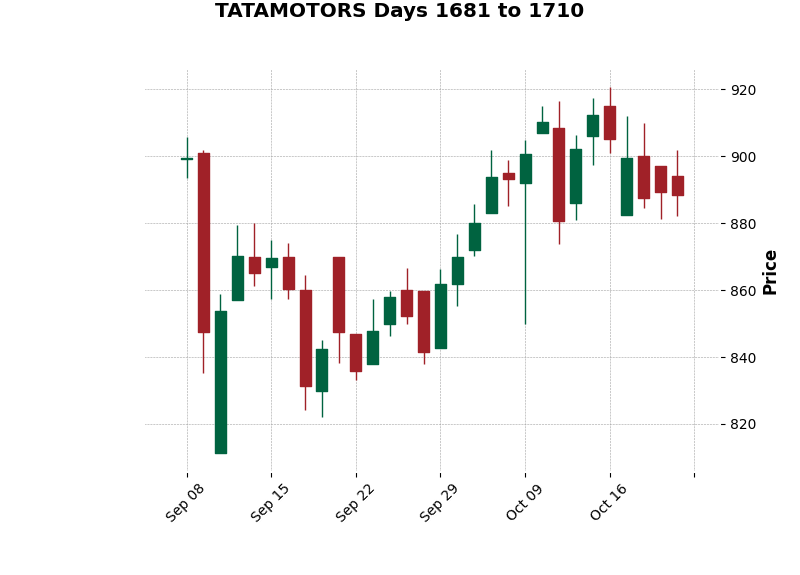 TATAMOTORS Days 1681 to 1710
920
900
880
860
840
820
Price
Sep 08
Sep 15
Sep 22
Sep 29
Oct 09
Oct 16